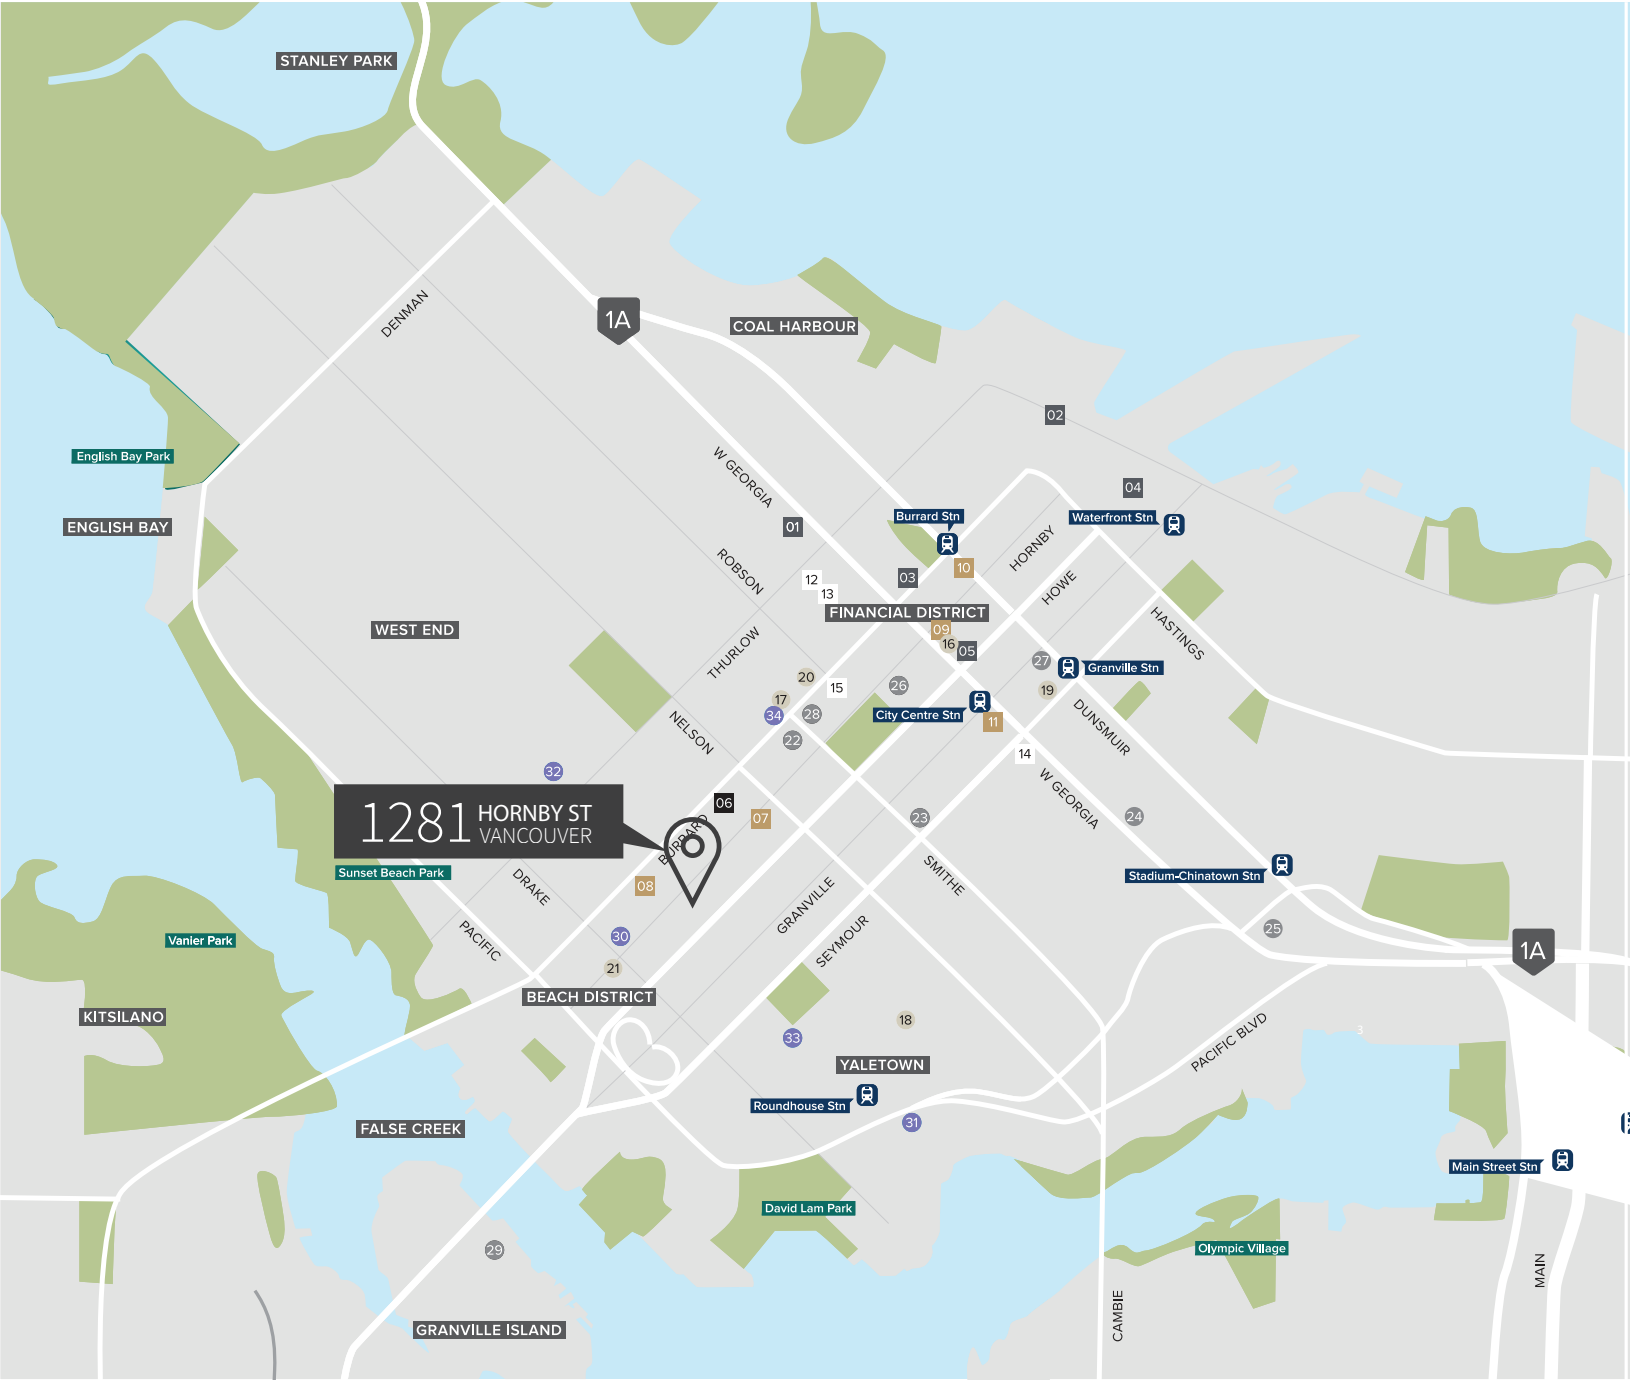 STANLEY PARK
DENMAN
1A
COAL HARBOUR
02
W GEORGIA
English Bay Park
ENGLISH BAY
04
Burrard Stn
Waterfront Stn
01
HORNBY
ROBSON
10
12
03
HOWE
13
FINANCIAL DISTRICT
HASTINGS
WEST END
09
16
05
THURLOW
27
Granville Stn
20
15
26
19
17
34
28
City Centre Stn
11
NELSON
22
DUNSMUIR
14
32
W GEORGIA
1281 HORNBY ST
VANCOUVER
06
07
23
24
BURRARD
Sunset Beach Park
DRAKE
08
SMITHE
Stadium-Chinatown Stn
GRANVILLE
25
Vanier Park
PACIFIC
30
SEYMOUR
1A
21
BEACH DISTRICT
KITSILANO
18
33
3
PACIFIC BLVD
YALETOWN
Roundhouse Stn
31
FALSE CREEK
Main Street Stn
David Lam Park
29
Olympic Village
MAIN
CAMBIE
GRANVILLE ISLAND